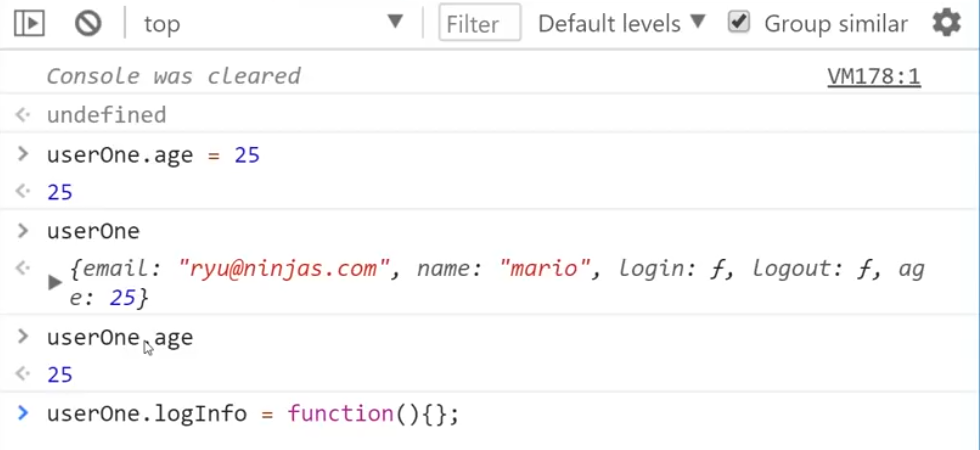 top Filter Default levels Group similar
Console was cleared VM178:1
undefined
userOne.age = 25
25
userOne
{email: "ryu@ninjas.com", name: "mario", login: ƒ, logout: ƒ, ag
e: 25}
userOne.age
25
userOne.logInfo = function(){};